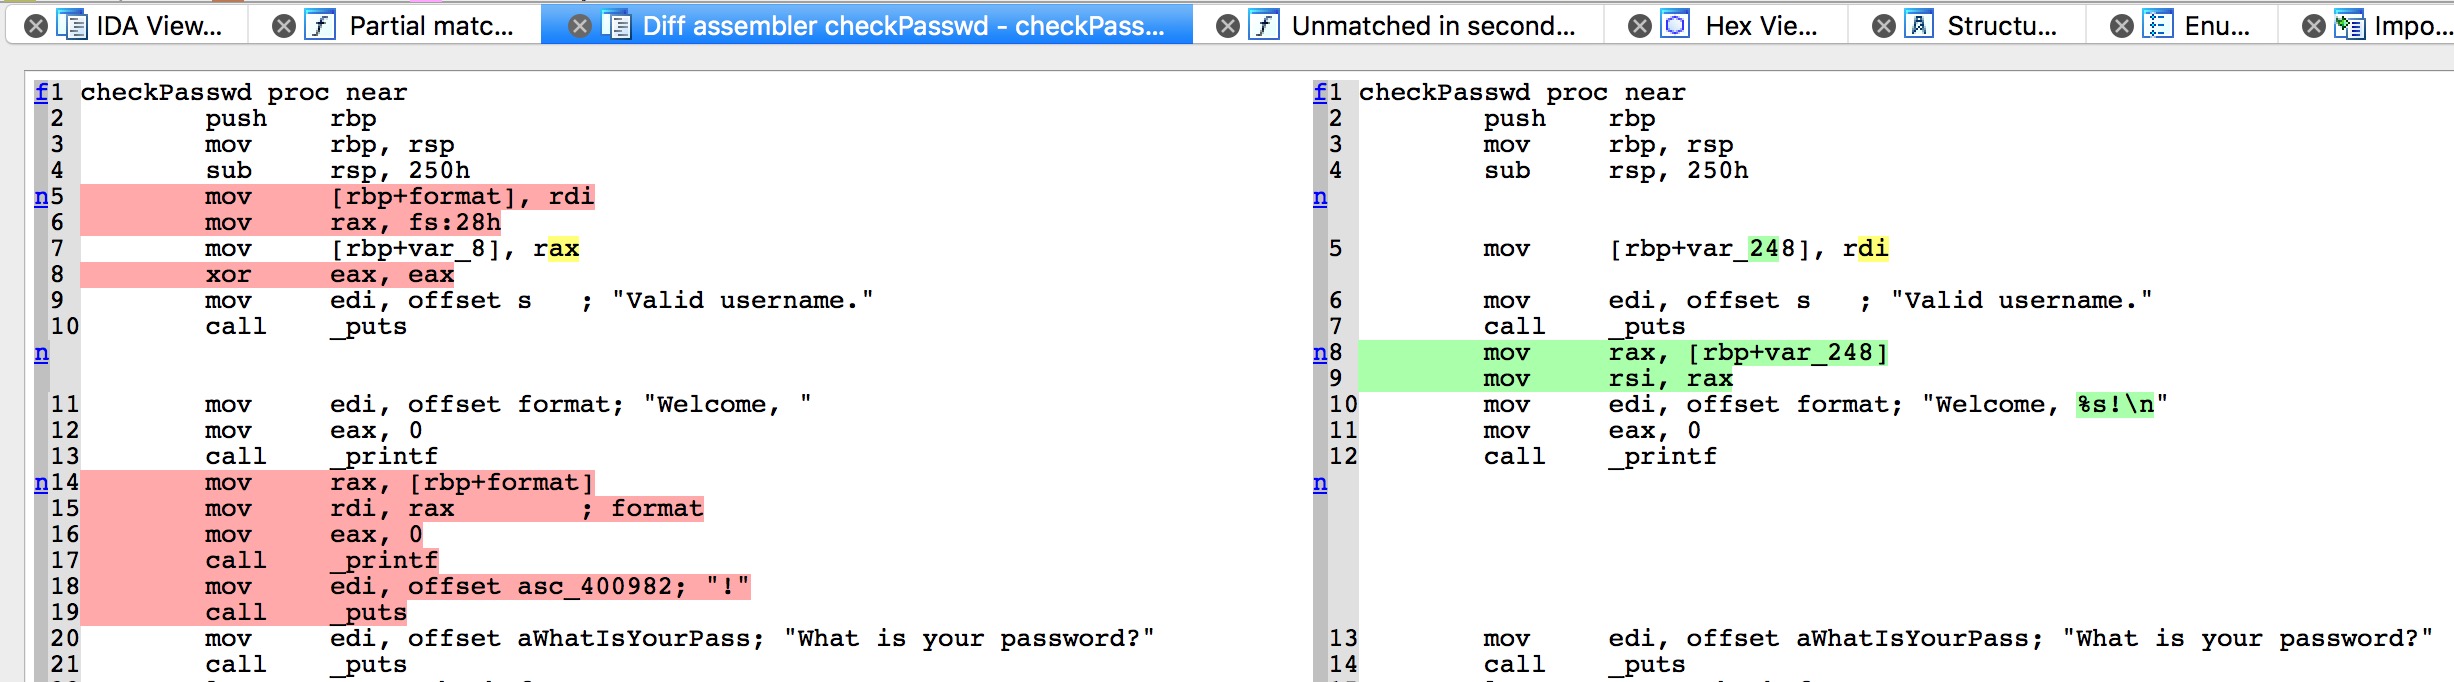 IDA View... Partial matc... Diff assembler checkPasswd - checkPass... Unmatched in second... Hex Vie... Structu... Enu... Impo...
f1 checkPasswd proc near
2 push rbp
3 mov rbp, rsp
4 sub rsp, 250h
n5 mov [rbp+format], rdi
6 mov rax, fs:28h
7 mov [rbp+var_8], rax
8 xor eax, eax
9 mov edi, offset s ; "Valid username."
10 call _puts
n
11 mov edi, offset format; "Welcome, "
12 mov eax, 0
13 call _printf
n14 mov rax, [rbp+format]
15 mov rdi, rax ; format
16 mov eax, 0
17 call _printf
18 mov edi, offset asc_400982; "!"
19 call _puts
20 mov edi, offset aWhatIsYourPass; "What is your password?"
21 call _puts
f1 checkPasswd proc near
2 push rbp
3 mov rbp, rsp
4 sub rsp, 250h
n
5 mov [rbp+var_248], rdi
6 mov edi, offset s ; "Valid username."
7 call _puts
n8 mov rax, [rbp+var_248]
9 mov rsi, rax
10 mov edi, offset format; "Welcome, %s!\n"
11 mov eax, 0
12 call _printf
n
13 mov edi, offset aWhatIsYourPass; "What is your password?"
14 call _puts